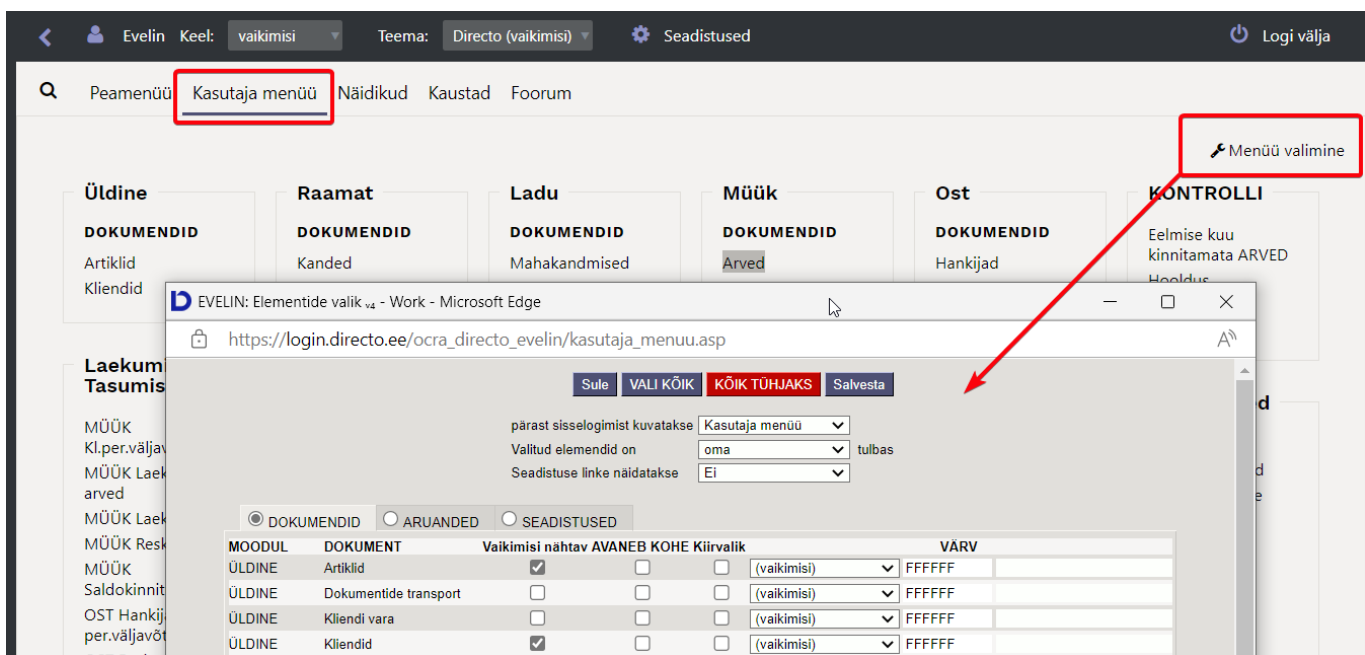 Evelin Keel: vaikimisi Teema: Directo (vaikimisi) Seadistused Logi välja
Peamenüü Kasutaja menüü Näidikud Kaustad Foorum
Menüü valimine
Üldine Raamat Ladu Müük Ost KONTROLLI
DOKUMENDID DOKUMENDID DOKUMENDID DOKUMENDID DOKUMENDID
Eelmise kuu
kinnitamata ARVED
Artiklid Kanded Mahakandmised Arved Hankijad
Kliendid
Hooldus
EVELIN: Elementide valik v4 - Work - Microsoft Edge
https://login.directo.ee/ocra_directo_evelin/kasutaja_menuu.asp
Laekumi
Tasumis
MÜÜK
Kl.per.väljav
MÜÜK Laek
arved
MÜÜK Laek
MÜÜK Resk
MÜÜK
Saldokinnit
OST Hankij
per.väljavõt
Sule VALI KÕIK KÕIK TÜHJAKS Salvesta
pärast sisselogimist kuvatakse Kasutaja menüü
Valitud elemendid on oma tulbas
Seadistuse linke näidatakse Ei
DOKUMENDID ARUANDED SEADISTUSED
MOODUL DOKUMENT Vaikimisi nähtav AVANEB KOHE Kiirvalik VÄRV
ÜLDINE Artiklid (vaikimisi) FFFFFF
ÜLDINE Dokumentide transport (vaikimisi) FFFFFF
ÜLDINE Kliendi vara (vaikimisi) FFFFFF
ÜLDINE Kliendid (vaikimisi) FFFFFF
d
d
e